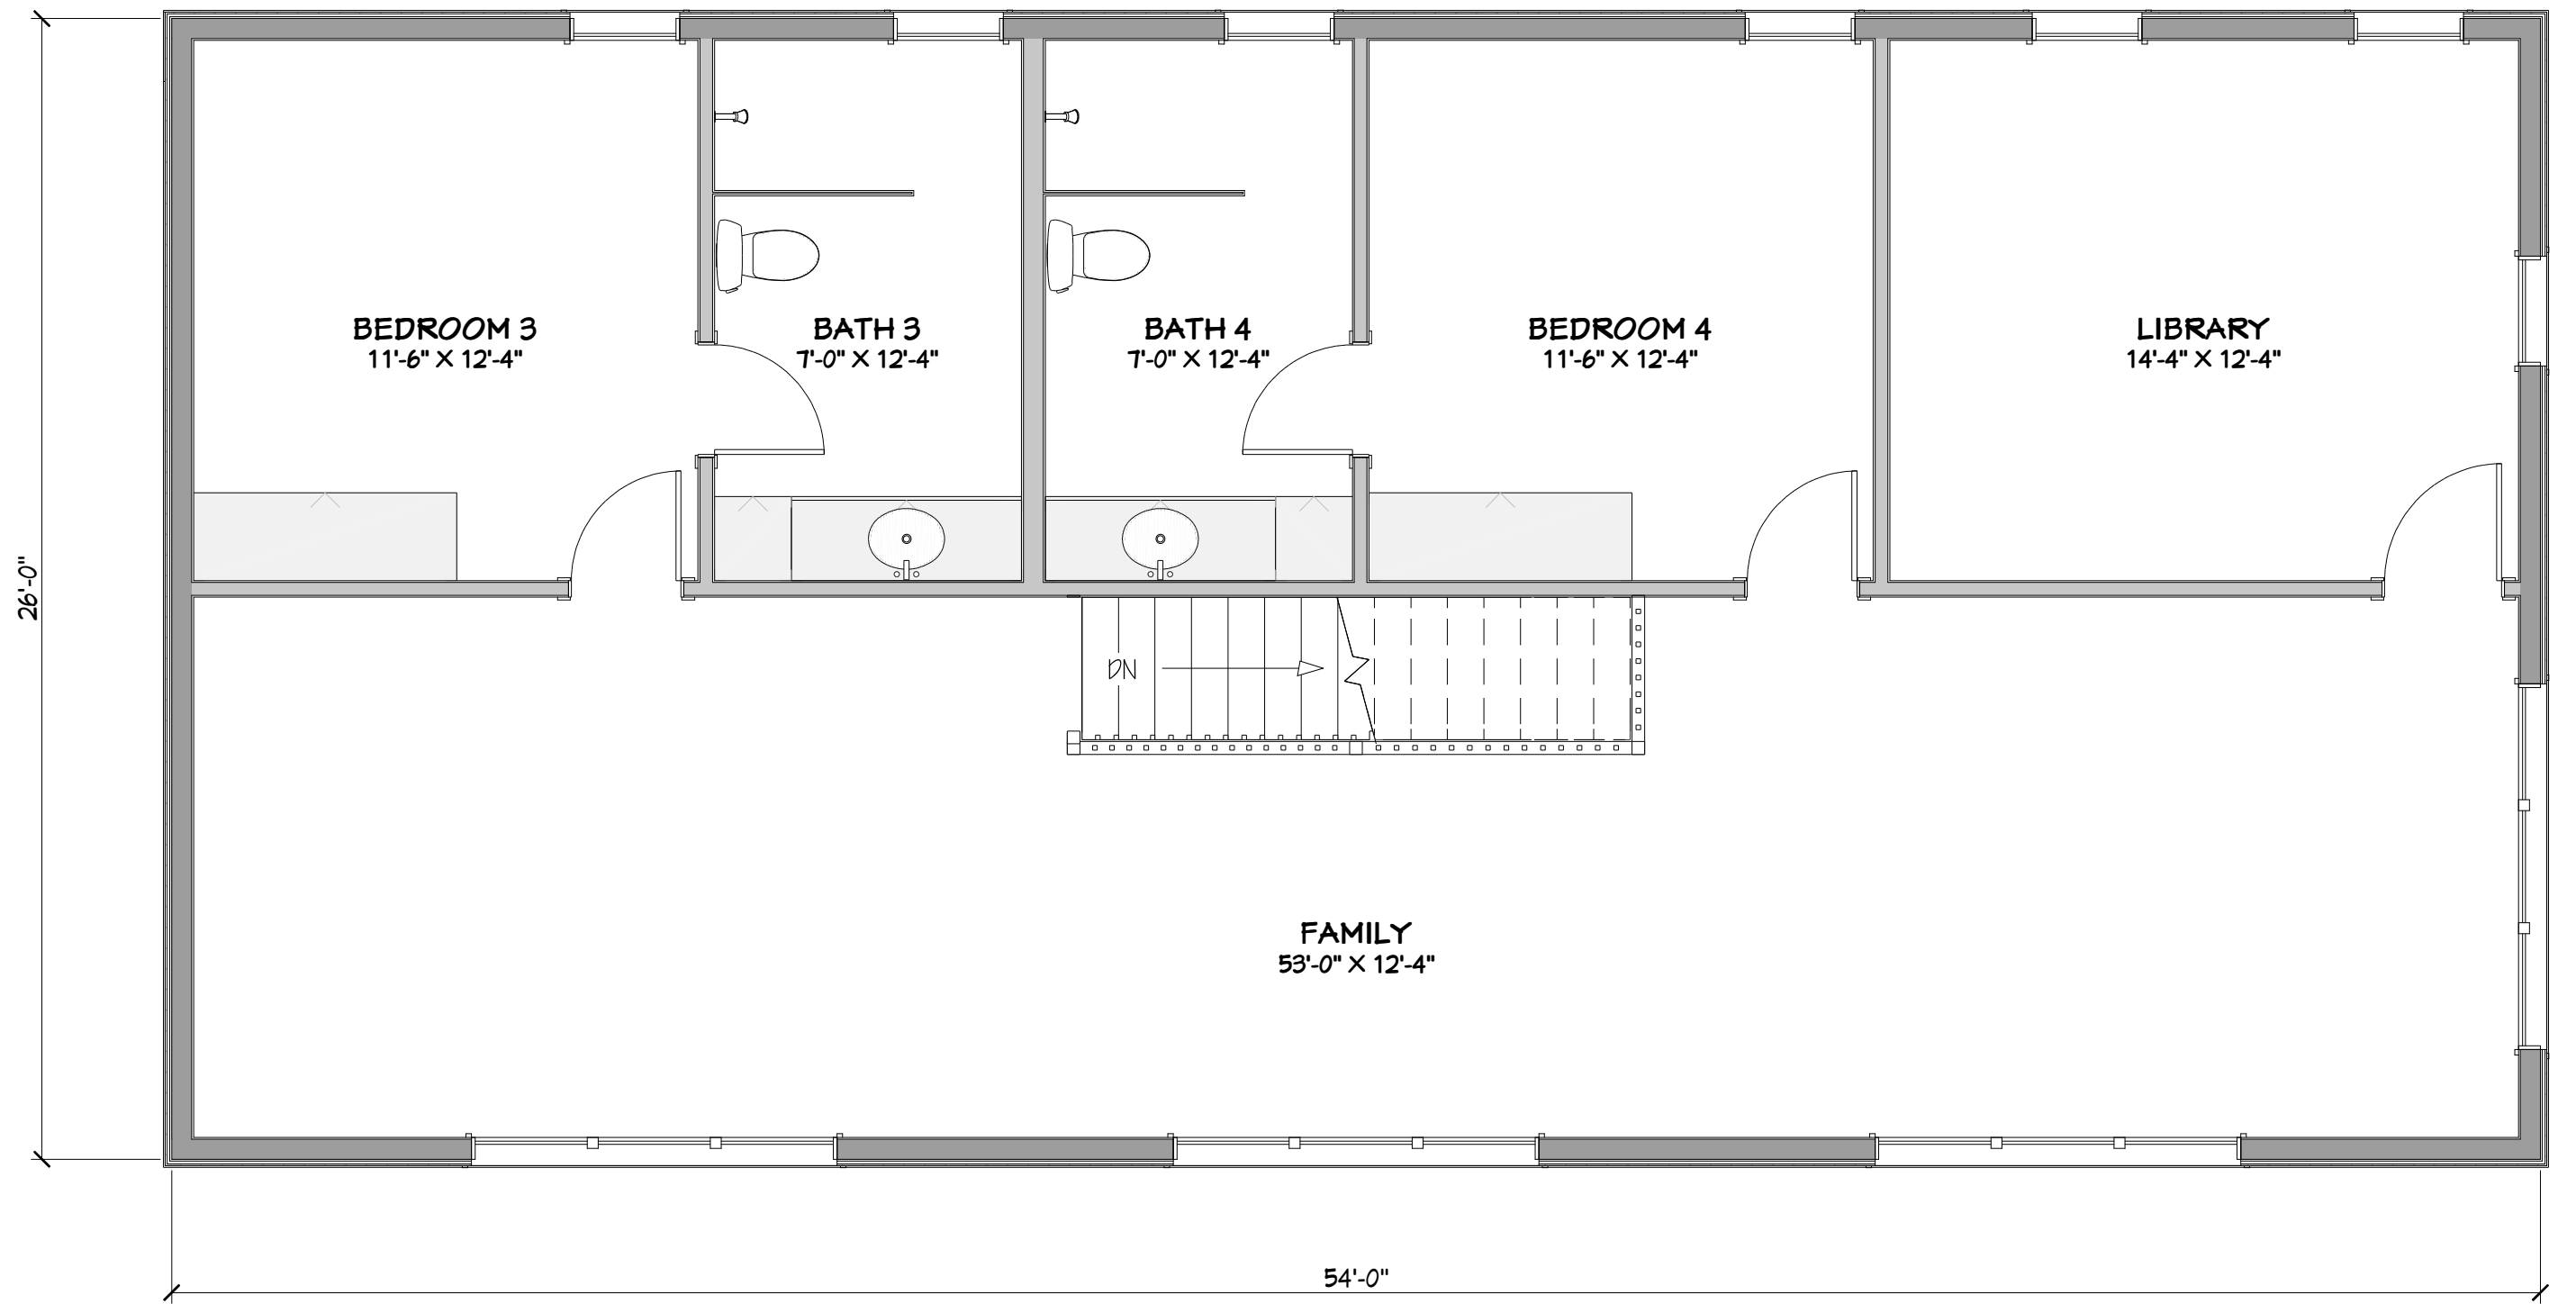 BEDROOM 3
11'-6" X 12'-4"
BATH 3
7'-0" X 12'-4"
BATH 4
7'-0" X 12'-4"
BEDROOM 4
11'-6" X 12'-4"
LIBRARY
14'-4" X 12'-4"
26'-0"
DN
FAMILY
53'-0" X 12'-4"
54'-0"